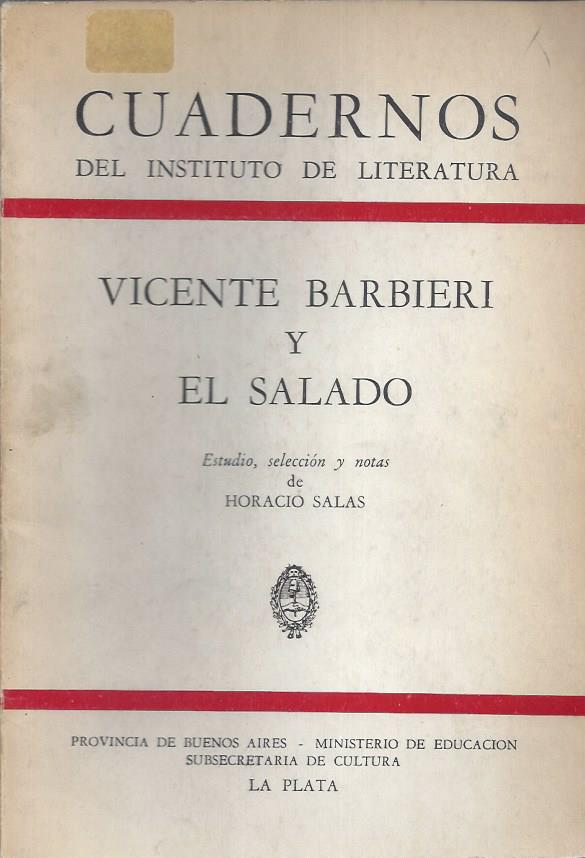 CUADERNOS
DEL INSTITUTO DE LITERATURA
VICENTE BARBIERI
Y
EL SALADO
Estudio, selección y notas
de
HORACIO SALAS
PROVINCIA DE BUENOS AIRES - MINISTERIO DE EDUCACION
SUBSECRETARIA DE CULTURA
LA PLATA